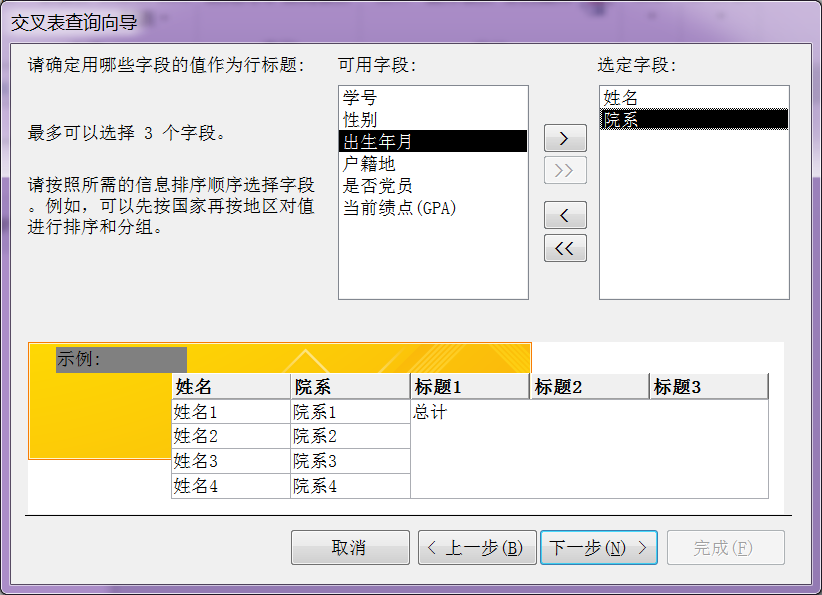 交叉表查询向导
请确定用哪些字段的值作为行标题:
可用字段:
选定字段:
最多可以选择 3 个字段。
请按照所需的信息排序顺序选择字段
。例如，可以先按国家再按地区对值
进行排序和分组。
学号
性别
出生年月
户籍地
是否党员
当前绩点(GPA)
>
>>
<
<<
姓名
院系
示例:
姓名 院系 标题1 标题2 标题3
姓名1 院系1 总计
姓名2 院系2
姓名3 院系3
姓名4 院系4
取消 < 上一步(B) 下一步(N) > 完成(F)